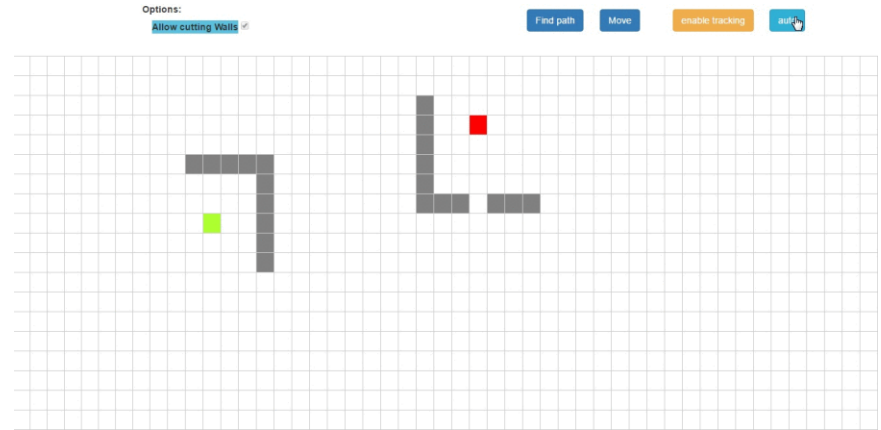 Options:
Allow cutting Walls
Find path
Move
enable tracking